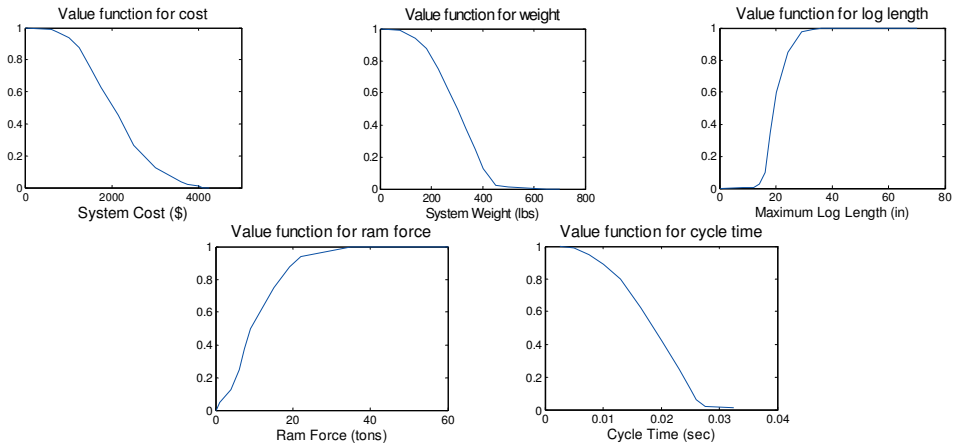 Value function for cost
1
0.8
0.6
0.4
0.2
0
0 2000 4000
System Cost ($)
Value function for weight
1
0.8
0.6
0.4
0.2
0
0 200 400 600 800
System Weight (lbs)
Value function for log length
1
0.8
0.6
0.4
0.2
0
0 20 40 60 80
Maximum Log Length (in)
Value function for ram force
1
0.8
0.6
0.4
0.2
0
0 20 40 60
Ram Force (tons)
Value function for cycle time
1
0.8
0.6
0.4
0.2
0
0 0.01 0.02 0.03 0.04
Cycle Time (sec)